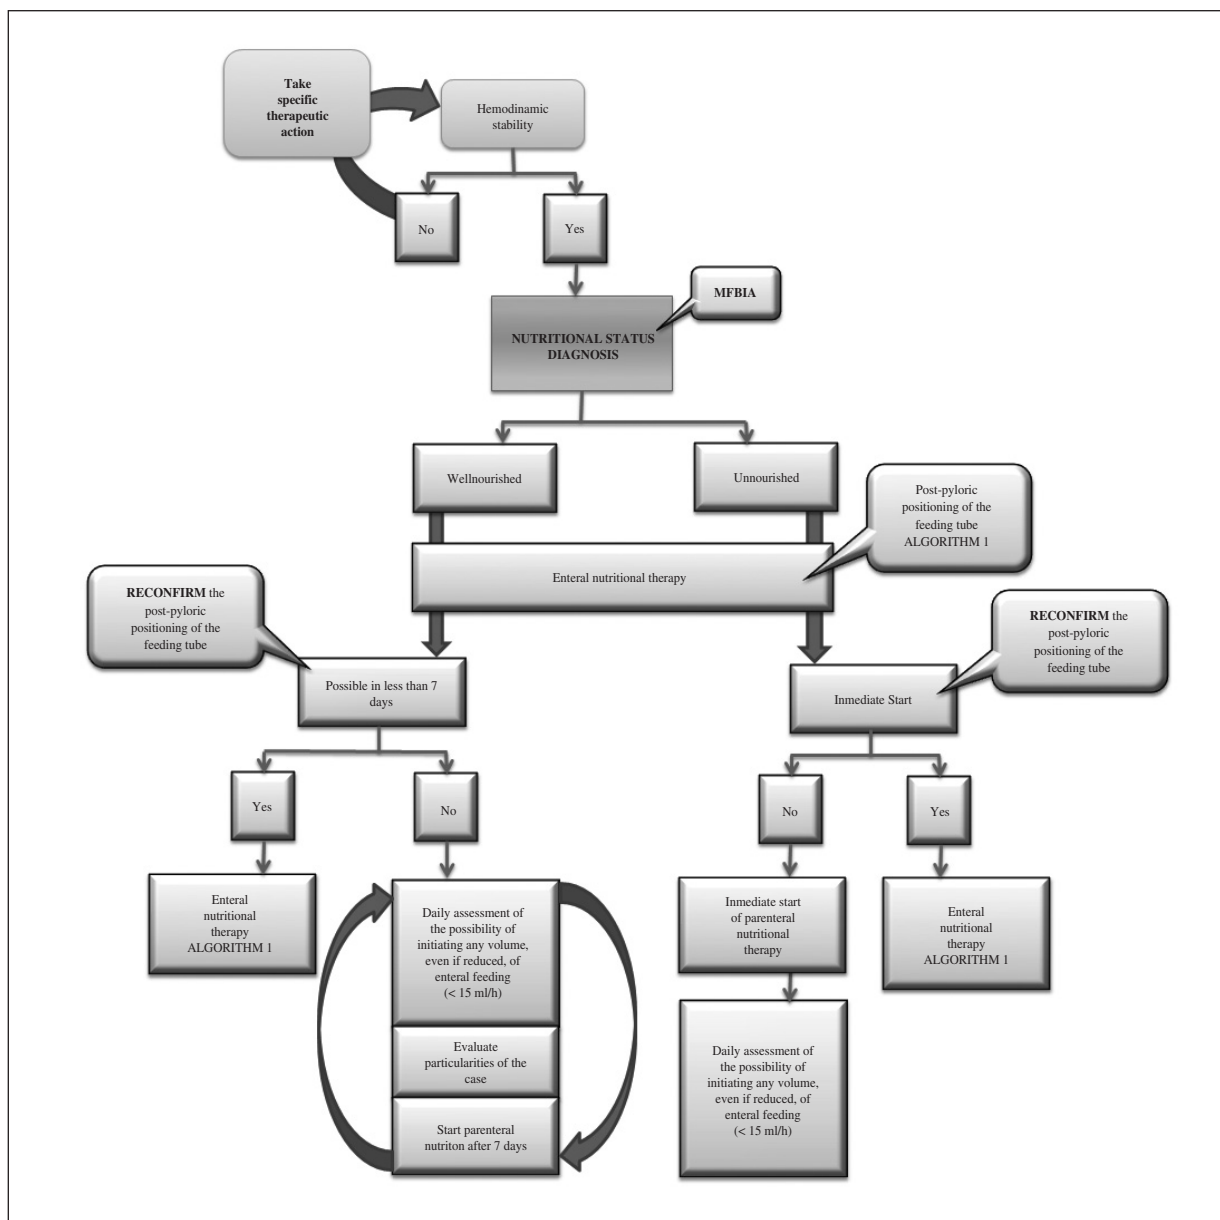 Take
specific
therapeutic
action
Hemodinamic
stability
No
Yes
MFBIA
NUTRITIONAL STATUS
DIAGNOSIS
Wellnourished
Unnourished
Post-pyloric
positioning of the
feeding tube
ALGORITHM 1
Enteral nutritional therapy
RECONFIRM the
post-pyloric
positioning of the
feeding tube
RECONFIRM the
post-pyloric
positioning of the
feeding tube
Possible in less than 7
days
Inmediate Start
Yes
No
No
Yes
Enteral
nutritional
therapy
ALGORITHM 1
Daily assessment of
the possibility of
initiating any volume,
even if reduced, of
enteral feeding
(< 15 ml/h)
Evaluate
particularities of the
case
Start parenteral
nutriton after 7 days
Inmediate start
of parenteral
nutritional
therapy
Daily assessment of
the possibility of
initiating any volume,
even if reduced, of
enteral feeding
(< 15 ml/h)
Enteral
nutritional
therapy
ALGORITHM 1